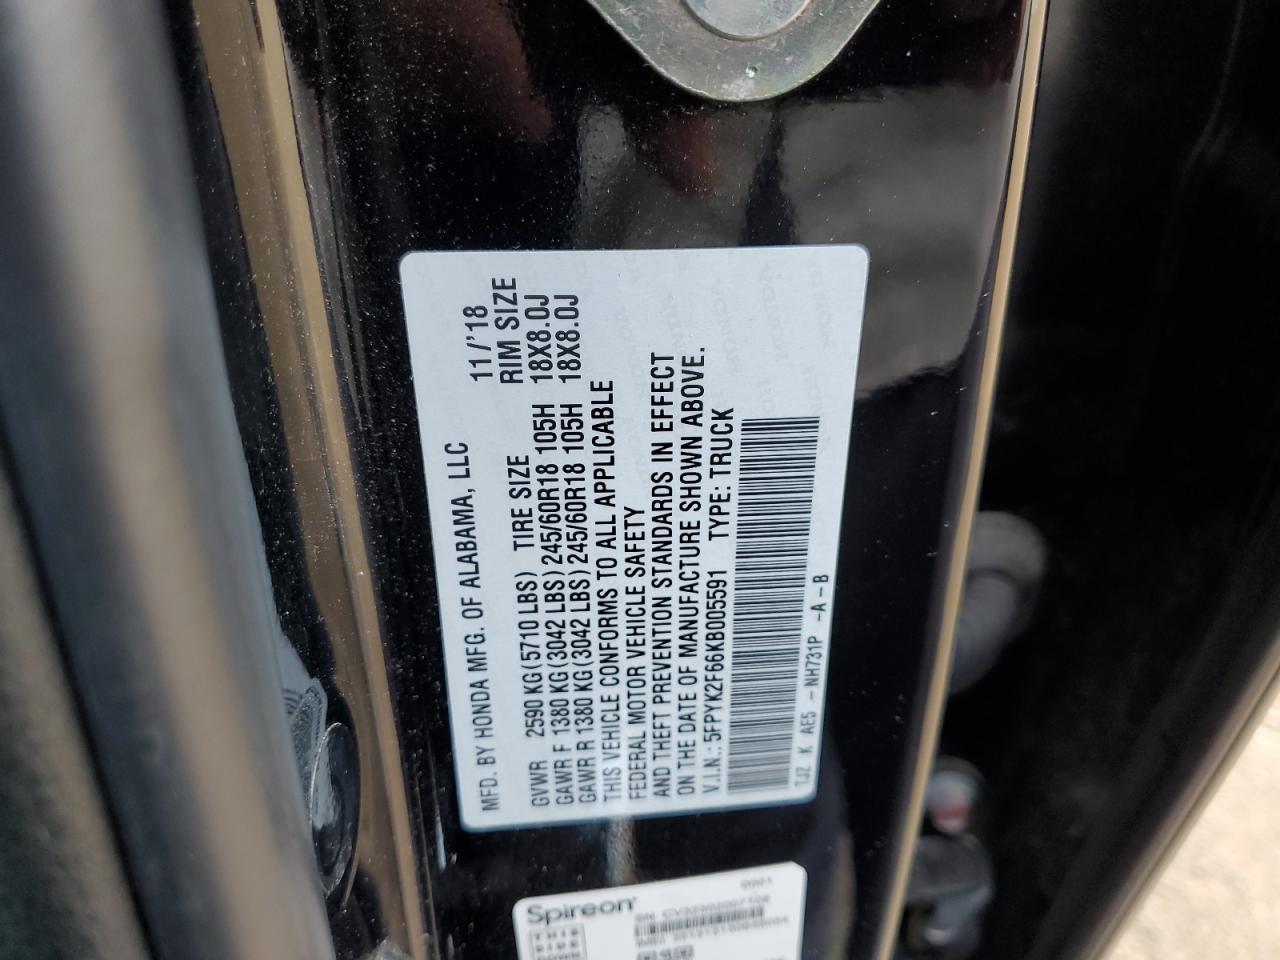 MFD. BY HONDA MFG. OF ALABAMA, LLC 11/'18
GVWR 2590 KG(5710 LBS) TIRE SIZE RIM SIZE
GAWR F 1380 KG(3042 LBS) 245/60R18 105H 18X8.0J
GAWR R 1380 KG(3042 LBS) 245/60R18 105H 18X8.0J
THIS VEHICLE CONFORMS TO ALL APPLICABLE
FEDERAL MOTOR VEHICLE SAFETY
AND THEFT PREVENTION STANDARDS IN EFFECT
ON THE DATE OF MANUFACTURE SHOWN ABOVE.
V.I.N.: 5FPYK2F66KB005591 TYPE: TRUCK
TJZ K AE5 -NH731P -A-B
Spireon
0001